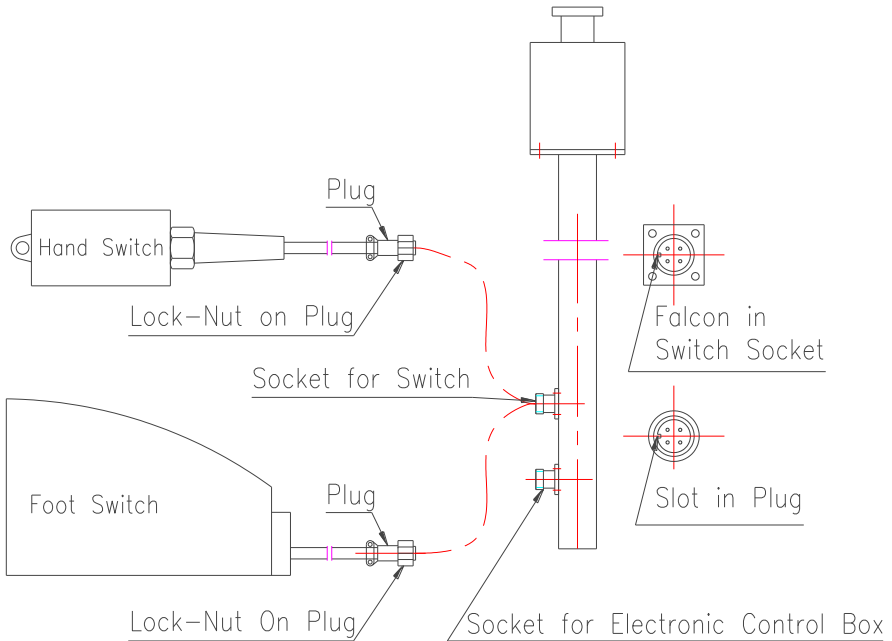 Plug
Hand Switch
Lock-Nut on Plug
Falcon in
Switch Socket
Socket for Switch
Foot Switch
Plug
Slot in Plug
Lock-Nut On Plug
Socket for Electronic Control Box